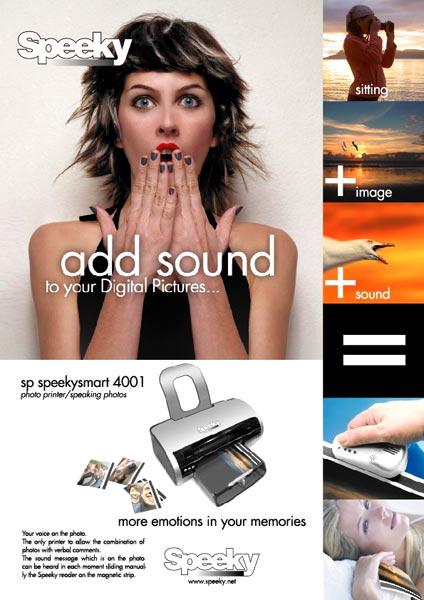 Speeky
sitting
+ image
+ sound
=
add sound
to your Digital Pictures...
sp speekysmart 4001
photo printer/speaking photos
Speeky
more emotions in your memories
Your voice on the photo.
The only printer to allow the combination of
photos with verbal comments.
The sound message which is on the photo
can be heard in each moment sliding manual-
ly the Speeky reader on the magnetic strip.
Speeky
www.speeky.net